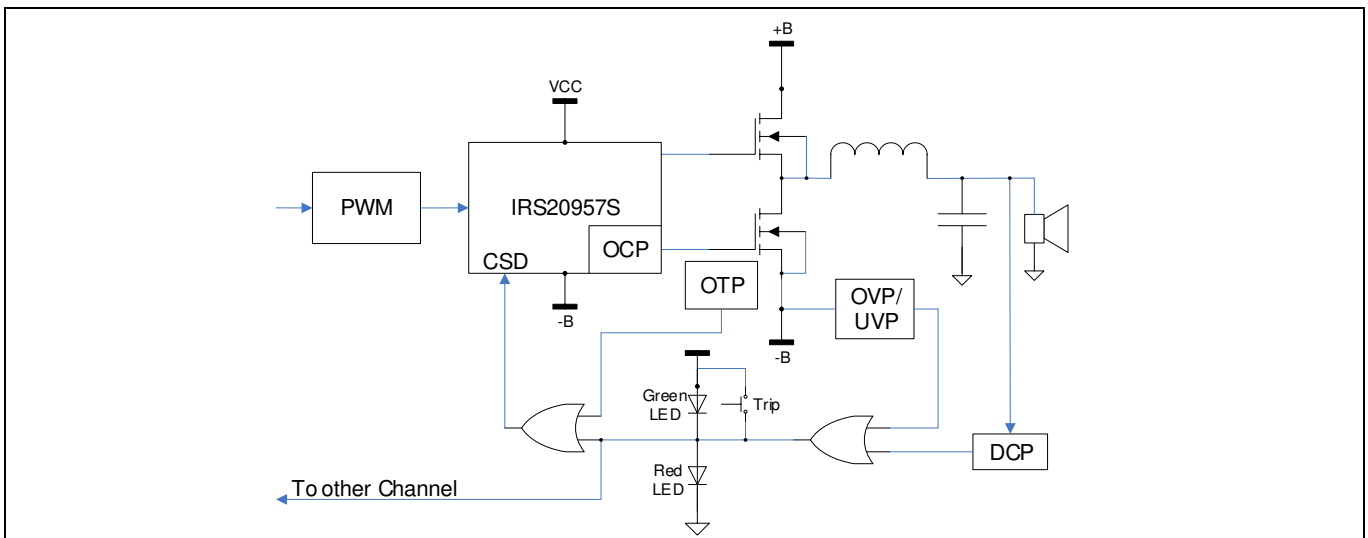 +B
VCC
PWM
IRS20957S
OCP
CSD
OTP
OVP/
UVP
-B
-B
Green
LED
Trip
DCP
Red
LED
To other Channel